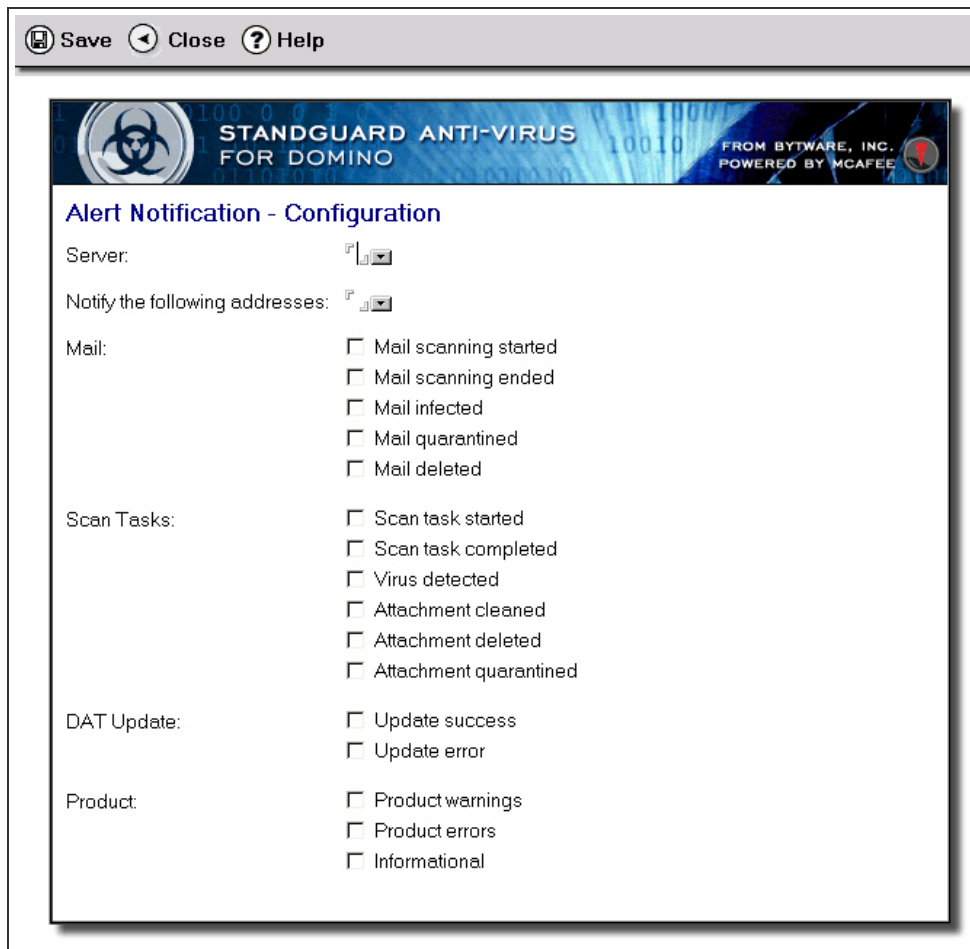 Save Close Help
STANDGUARD ANTI-VIRUS
FOR DOMINO
FROM BYTWARE, INC.
POWERED BY MCAFEE
Alert Notification - Configuration
Server:
Notify the following addresses:
Mail:
Mail scanning started
Mail scanning ended
Mail infected
Mail quarantined
Mail deleted
Scan Tasks:
Scan task started
Scan task completed
Virus detected
Attachment cleaned
Attachment deleted
Attachment quarantined
DAT Update:
Update success
Update error
Product:
Product warnings
Product errors
Informational